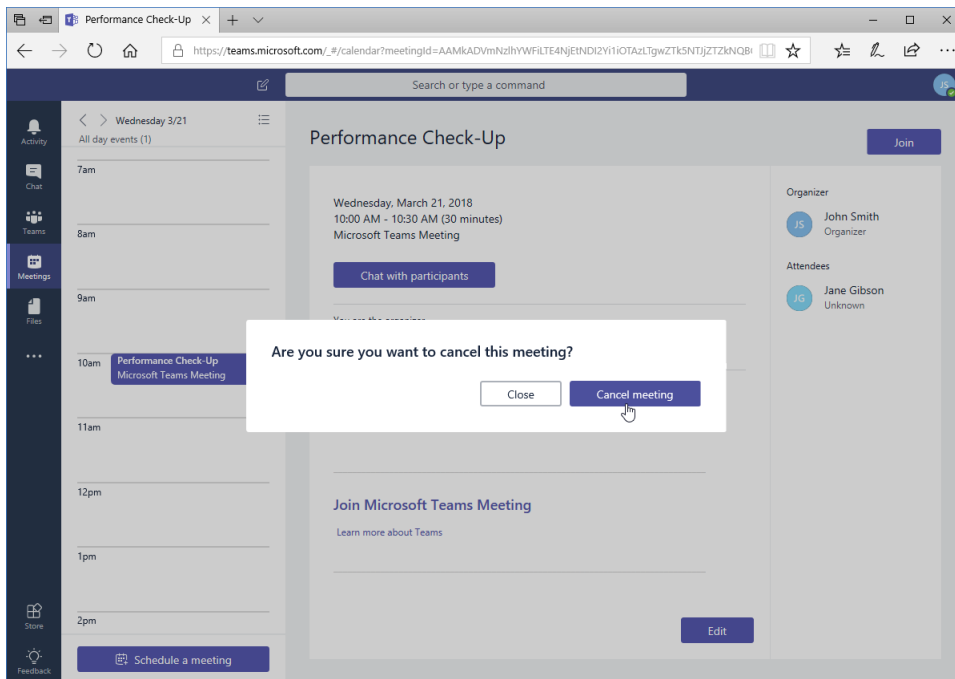 Performance Check-Up
https://teams.microsoft.com/_#/calendar?meetingId=AAMkADVmNzlhYWFiLTE4NjEtNDI2Yi1iOTAzLTgwZTk5NTJjZTZkNQB
Search or type a command
JS
Activity
Chat
Teams
Meetings
Files
Store
Feedback
Wednesday 3/21
All day events (1)
7am
8am
9am
10am
Performance Check-Up
Microsoft Teams Meeting
11am
12pm
1pm
2pm
Schedule a meeting
Performance Check-Up
Join
Wednesday, March 21, 2018
10:00 AM - 10:30 AM (30 minutes)
Microsoft Teams Meeting
Chat with participants
You are the organizer
Are you sure you want to cancel this meeting?
Close
Cancel meeting
Join Microsoft Teams Meeting
Learn more about Teams
Edit
Organizer
JS
John Smith
Organizer
Attendees
JG
Jane Gibson
Unknown